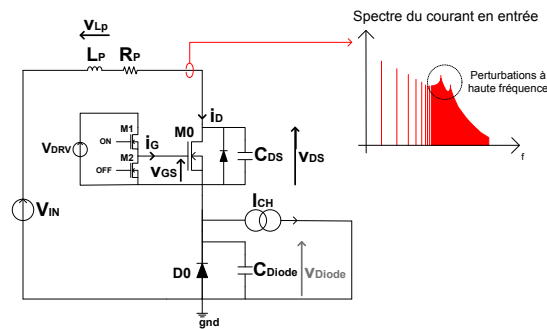 Spectre du courant en entrée
Perturbations à
haute fréquence
f
vLp
LP
RP
iD
M1
ON
iG
M0
VDRV
M2
OFF
vGS
CDS
vDS
VIN
ICH
D0
CDiode
vDiode
gnd